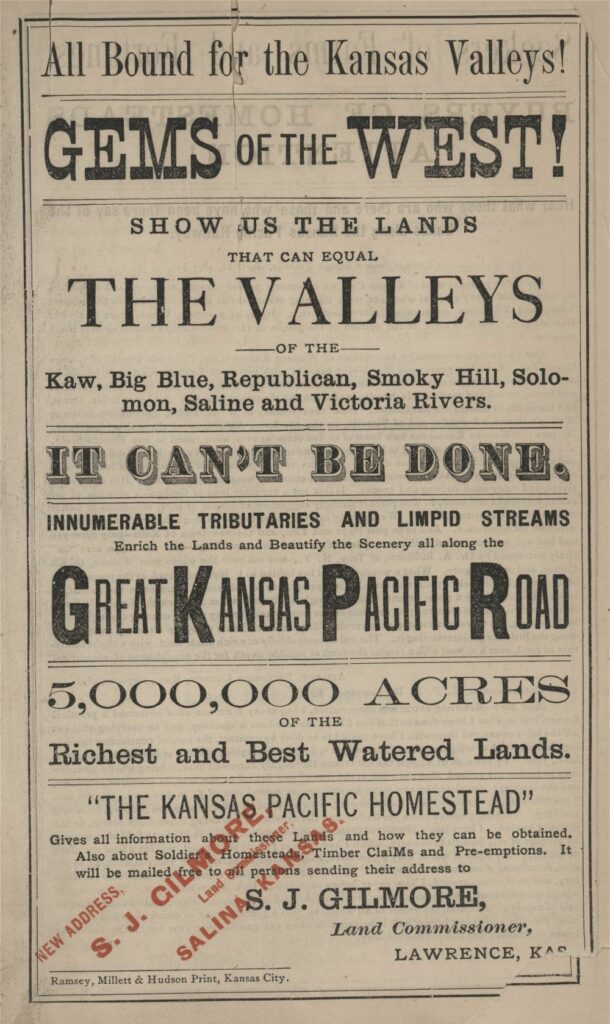 All Bound for the Kansas Valleys!
GEMS OF THE WEST!
SHOW US THE LANDS
THAT CAN EQUAL
THE VALLEYS
OF THE
Kaw, Big Blue, Republican, Smoky Hill, Solo-
mon, Saline and Victoria Rivers.
IT CAN'T BE DONE.
INNUMERABLE TRIBUTARIES AND LIMPID STREAMS
Enrich the Lands and Beautify the Scenery all along the
GREAT KANSAS PACIFIC ROAD
5,000,000 ACRES
OF THE
Richest and Best Watered Lands.
"THE KANSAS PACIFIC HOMESTEAD"
Gives all information about these Lands and how they can be obtained.
Also about Soldier's Homesteads, Timber ClaiMs and Pre-emptions. It
will be mailed free to all persons sending their address to
S. J. GILMORE,
Land Commissioner,
LAWRENCE, KAS
NEW ADDRESS,
S. J. GILMORE,
Land Commissioner,
SALINA, KANSAS.
Ramsey, Millett & Hudson Print, Kansas City.